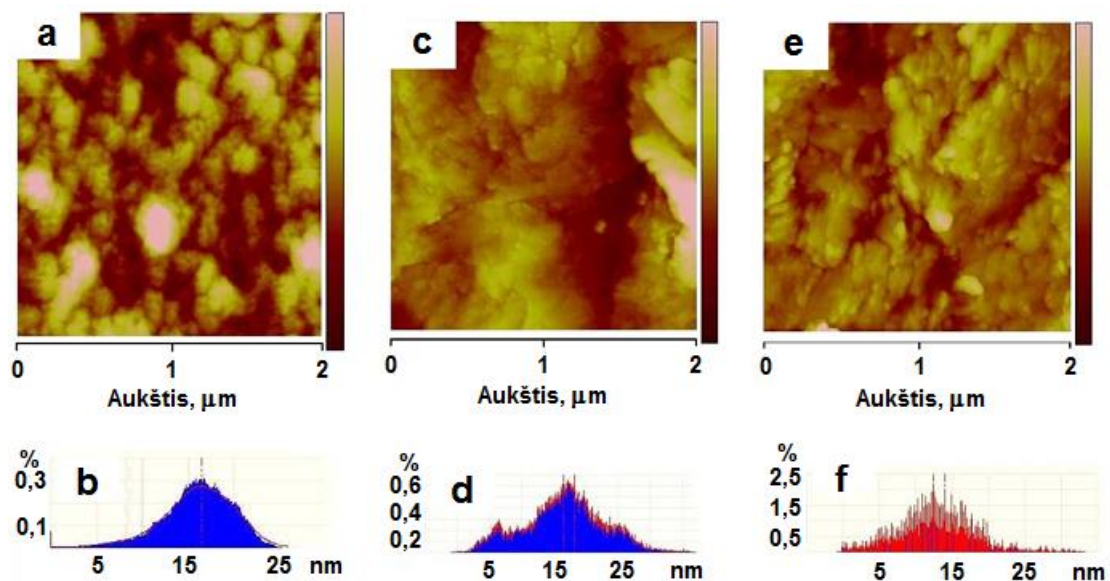 a
c
e
0 1 2
0 1 2
0 1 2
Aukštis, μm
Aukštis, μm
Aukštis, μm
%
0,3
0,1
b
5 15 25 nm
%
0,6
0,4
0,2
d
5 15 25 nm
%
2,5
1,5
0,5
f
5 15 25 nm